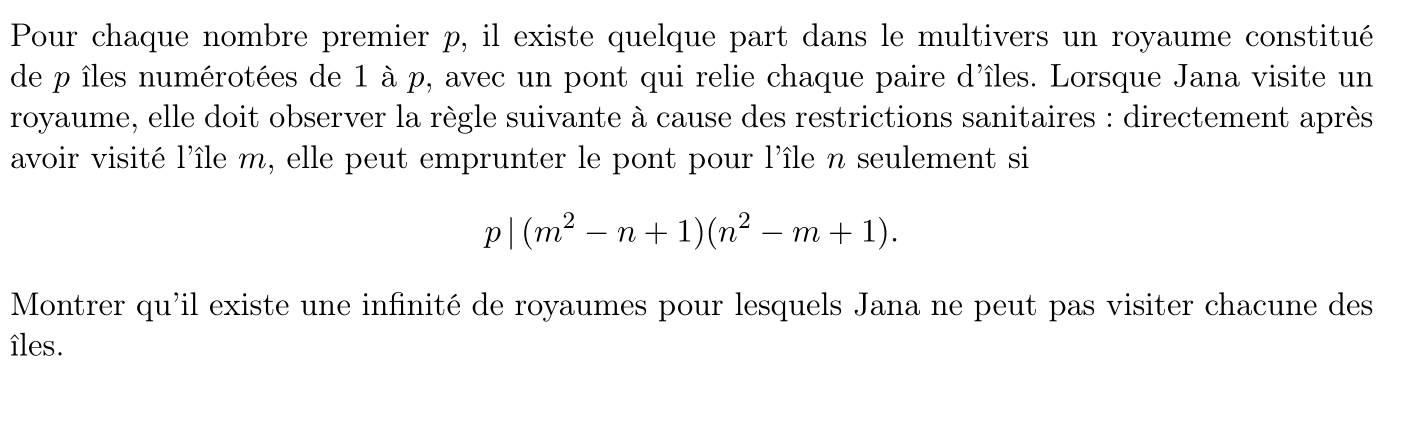 Pour chaque nombre premier p, il existe quelque part dans le multivers un royaume constitué
de p îles numérotées de 1 à p, avec un pont qui relie chaque paire d'îles. Lorsque Jana visite un
royaume, elle doit observer la règle suivante à cause des restrictions sanitaires : directement après
avoir visité l'île m, elle peut emprunter le pont pour l'île n seulement si
p | (m² − n + 1)(n² − m + 1).
Montrer qu'il existe une infinité de royaumes pour lesquels Jana ne peut pas visiter chacune des
îles.